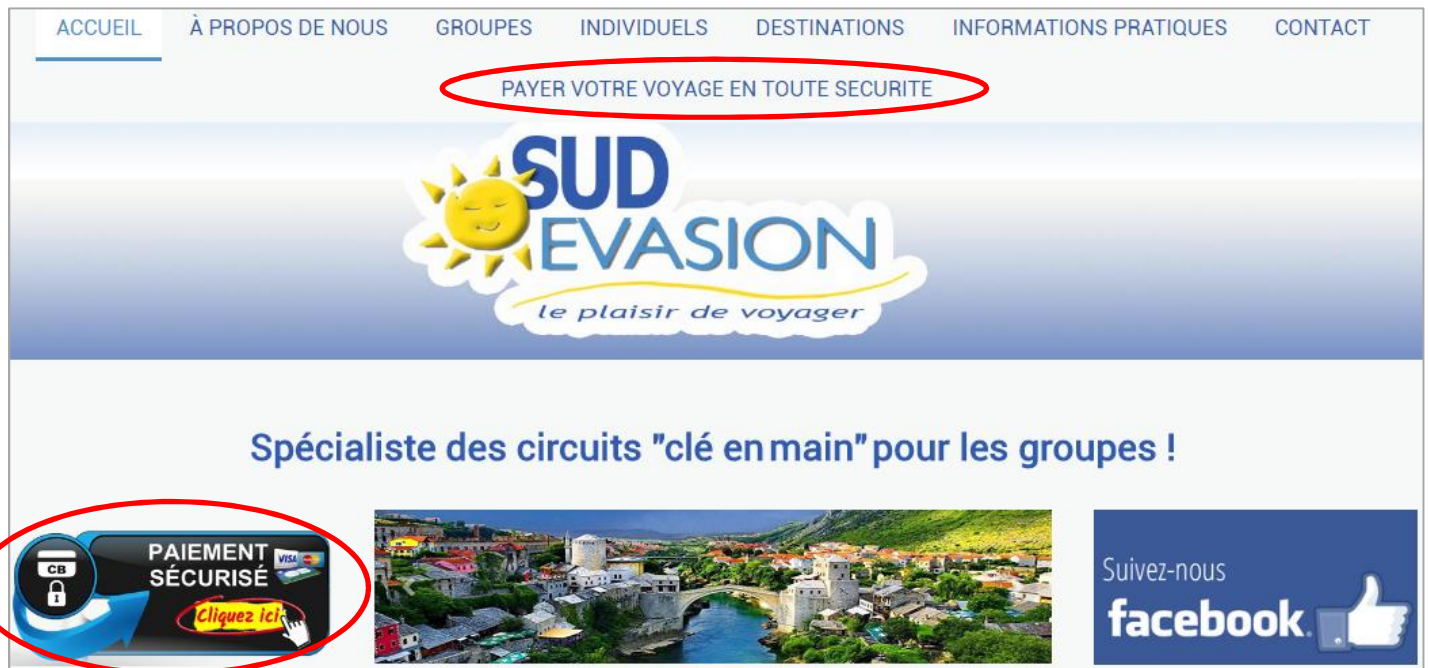 ACCUEIL À PROPOS DE NOUS GROUPES INDIVIDUELS DESTINATIONS INFORMATIONS PRATIQUES CONTACT
PAYER VOTRE VOYAGE EN TOUTE SECURITE
SUD
EVASION
le plaisir de voyager
Spécialiste des circuits "clé en main" pour les groupes !
CB
PAIEMENT
VISA
SÉCURISÉ
Cliquez ici
Suivez-nous
facebook.